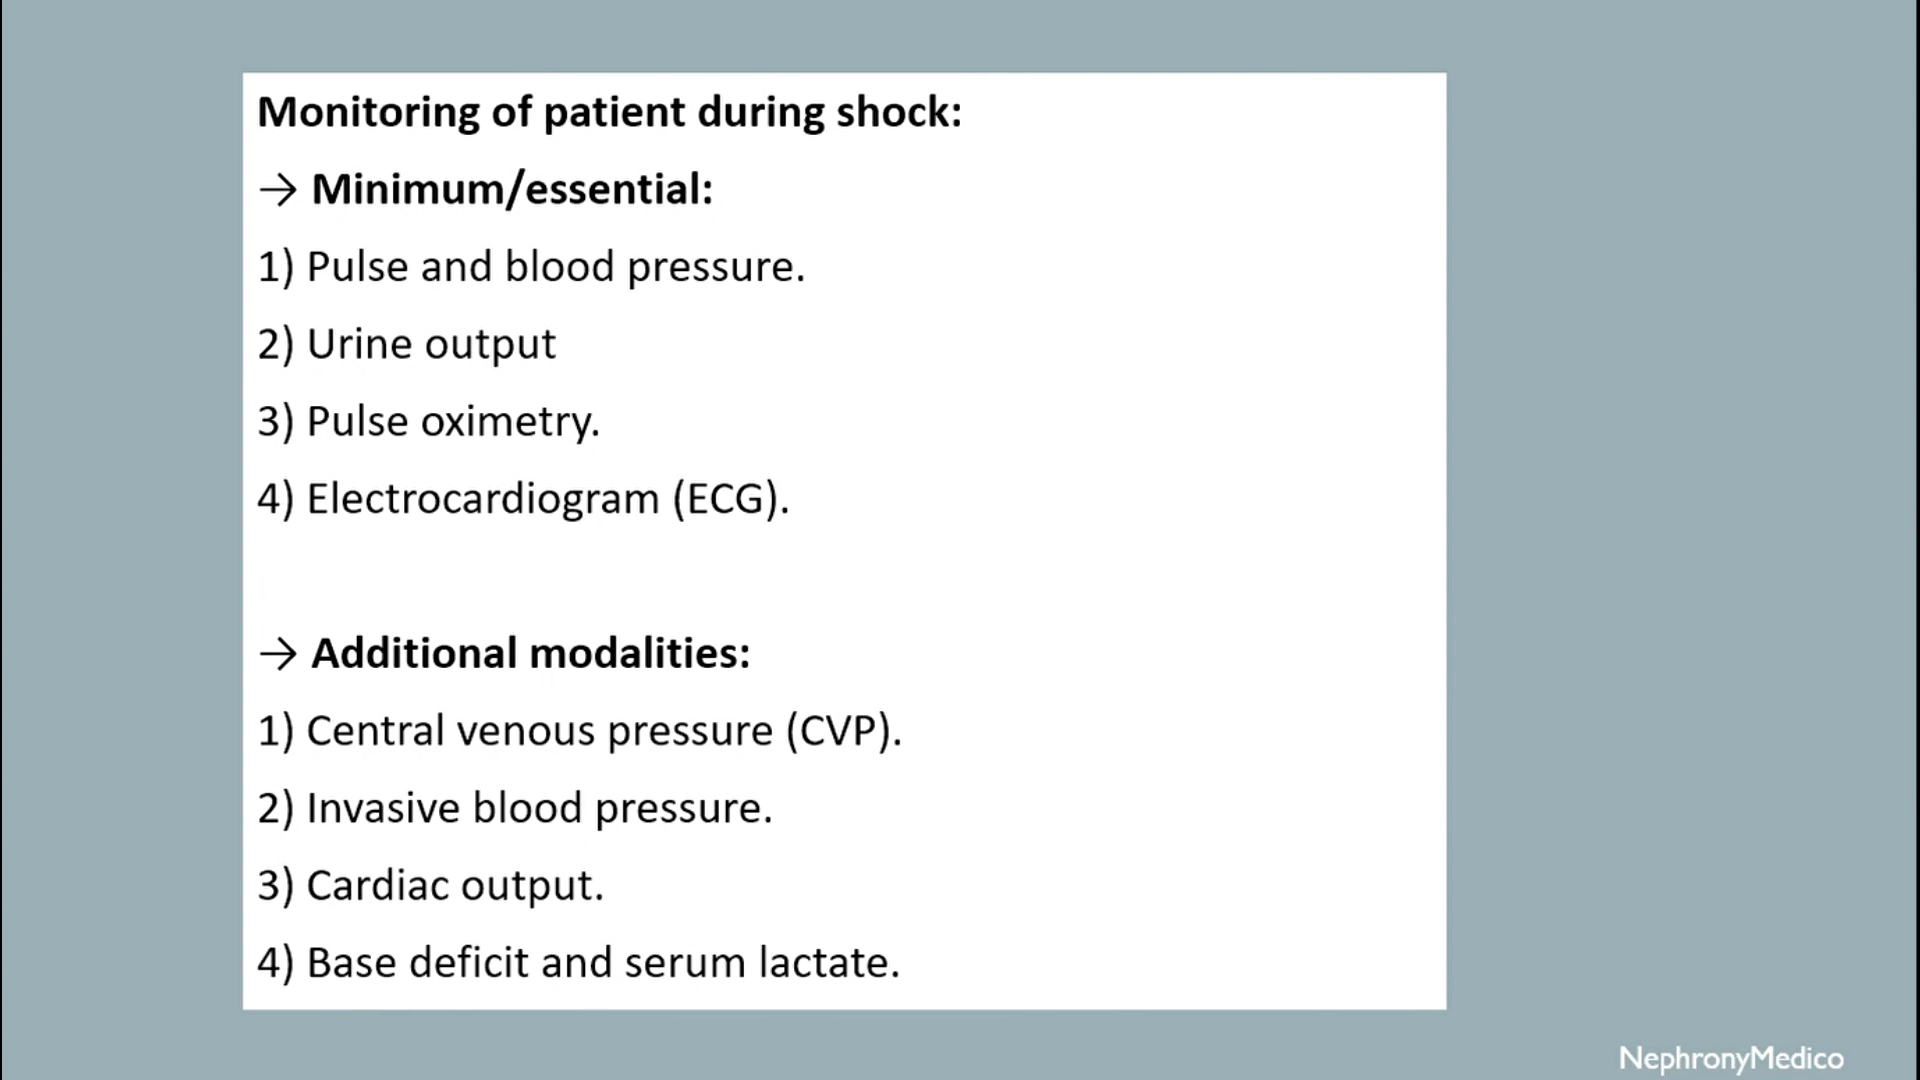 Monitoring of patient during shock:
→ Minimum/essential:
1) Pulse and blood pressure.
2) Urine output
3) Pulse oximetry.
4) Electrocardiogram (ECG).
→ Additional modalities:
1) Central venous pressure (CVP).
2) Invasive blood pressure.
3) Cardiac output.
4) Base deficit and serum lactate.
NephronyMedico